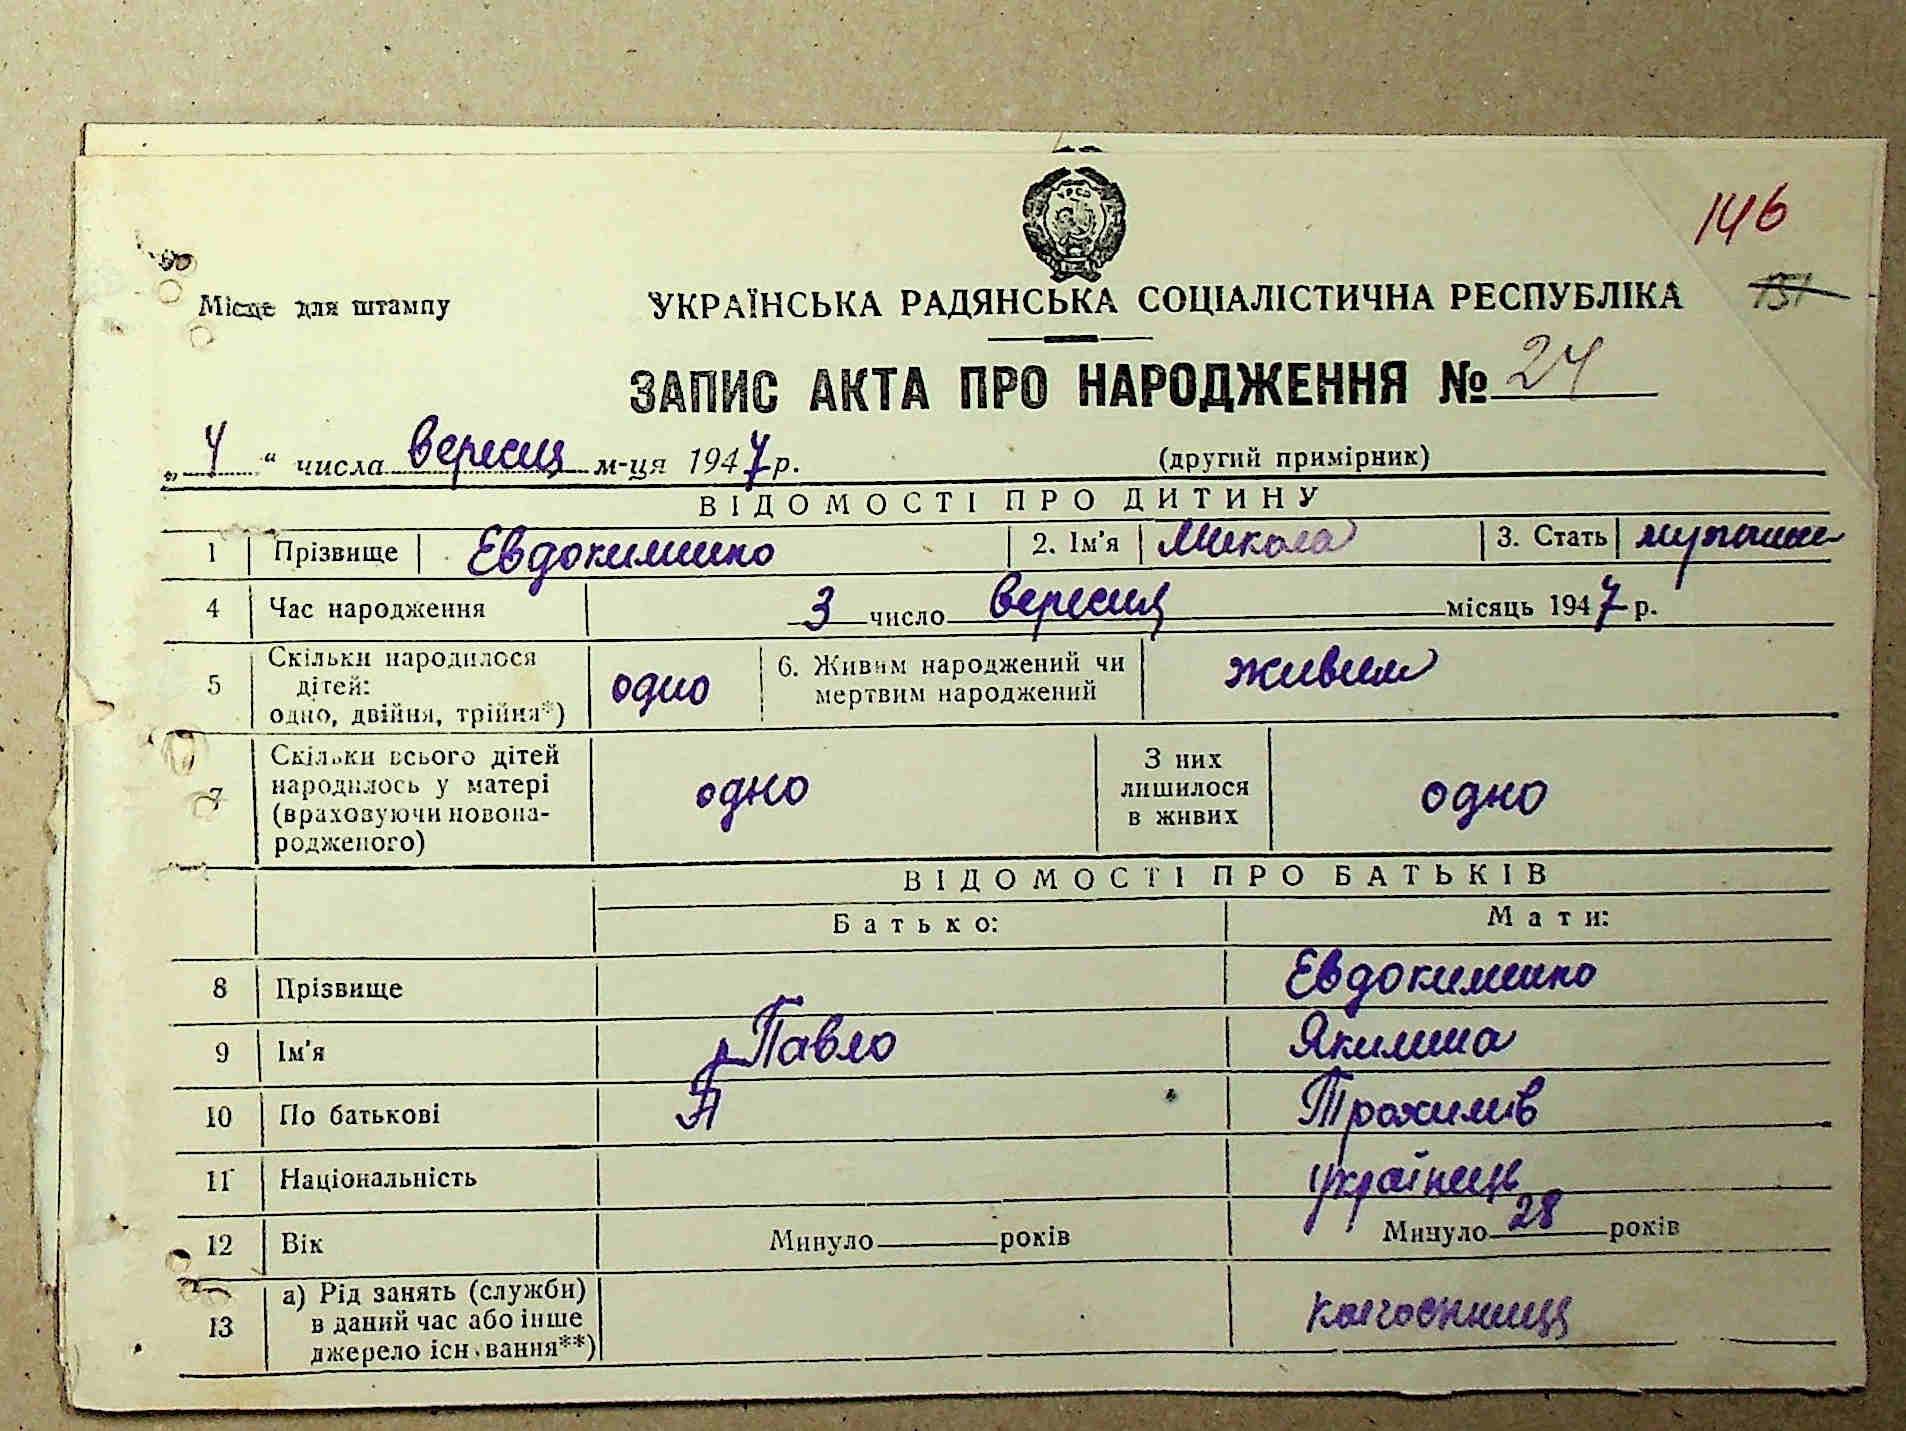 146
Місце для штампу
УКРАЇНСЬКА РАДЯНСЬКА СОЦІАЛІСТИЧНА РЕСПУБЛІКА
151
ЗАПИС АКТА ПРО НАРОДЖЕННЯ № 24
„ 4 “ числа вересня м-ця 1947 р. (другий примірник)
ВІДОМОСТІ ПРО ДИТИНУ
1 Прізвище Евдокименко 2. Ім'я Микола 3. Стать
4 Час народження 3 число вересня місяць 1947 р.
5 Скільки народилося дітей: одно, двійня, трійня*) одно 6. Живим народжений чи мертвим народжений живим
7 Скільки всього дітей народилось у матері (враховуючи новонародженого) одно З них лишилося в живих одно
ВІДОМОСТІ ПРО БАТЬКІВ
Батько: Мати:
8 Прізвище Евдокименко
9 Ім'я Павло Якилина
10 По батькові Трохимів
11 Національність українець
12 Вік Минуло років Минуло 28 років
13 а) Рід занять (служби) в даний час або інше джерело існування**) колгоспниця